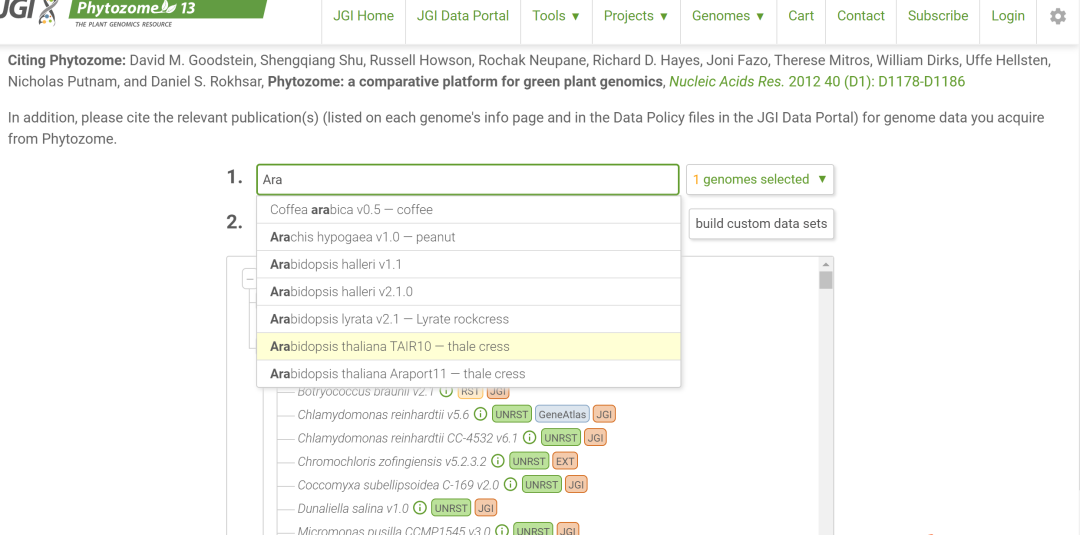 JGI Phytozome 13
THE PLANT GENOMICS RESOURCE
JGI Home JGI Data Portal Tools ▼ Projects ▼ Genomes ▼ Cart Contact Subscribe Login
Citing Phytozome: David M. Goodstein, Shengqiang Shu, Russell Howson, Rochak Neupane, Richard D. Hayes, Joni Fazo, Therese Mitros, William Dirks, Uffe Hellsten,
Nicholas Putnam, and Daniel S. Rokhsar, Phytozome: a comparative platform for green plant genomics, Nucleic Acids Res. 2012 40 (D1): D1178-D1186
In addition, please cite the relevant publication(s) (listed on each genome's info page and in the Data Policy files in the JGI Data Portal) for genome data you acquire
from Phytozome.
1. Ara 1 genomes selected ▼
Coffea arabica v0.5 — coffee
2. build custom data sets
Arachis hypogaea v1.0 — peanut
Arabidopsis halleri v1.1
Arabidopsis halleri v2.1.0
Arabidopsis lyrata v2.1 — Lyrate rockcress
Arabidopsis thaliana TAIR10 — thale cress
Arabidopsis thaliana Araport11 — thale cress
Botryococcus braunii v2.1 RST JGI
Chlamydomonas reinhardtii v5.6 UNRST GeneAtlas JGI
Chlamydomonas reinhardtii CC-4532 v6.1 UNRST JGI
Chromochloris zofingiensis v5.2.3.2 UNRST EXT
Coccomyxa subellipsoidea C-169 v2.0 UNRST JGI
Dunaliella salina v1.0 UNRST JGI
Micromonas pusilla CCMP1545 v3.0 UNRST JGI